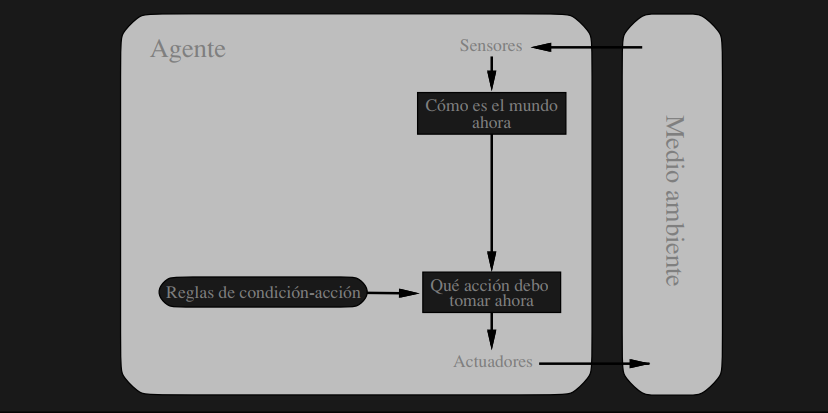 Agente
Sensores
Cómo es el mundo
ahora
Medio ambiente
Reglas de condición-acción
Qué acción debo
tomar ahora
Actuadores